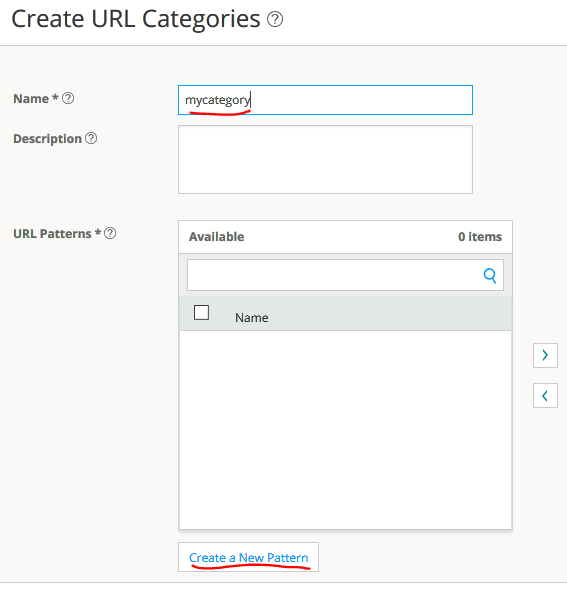 Create URL Categories ?
Name * ?
mycategory
Description ?
URL Patterns * ?
Available 0 items
Name
Create a New Pattern